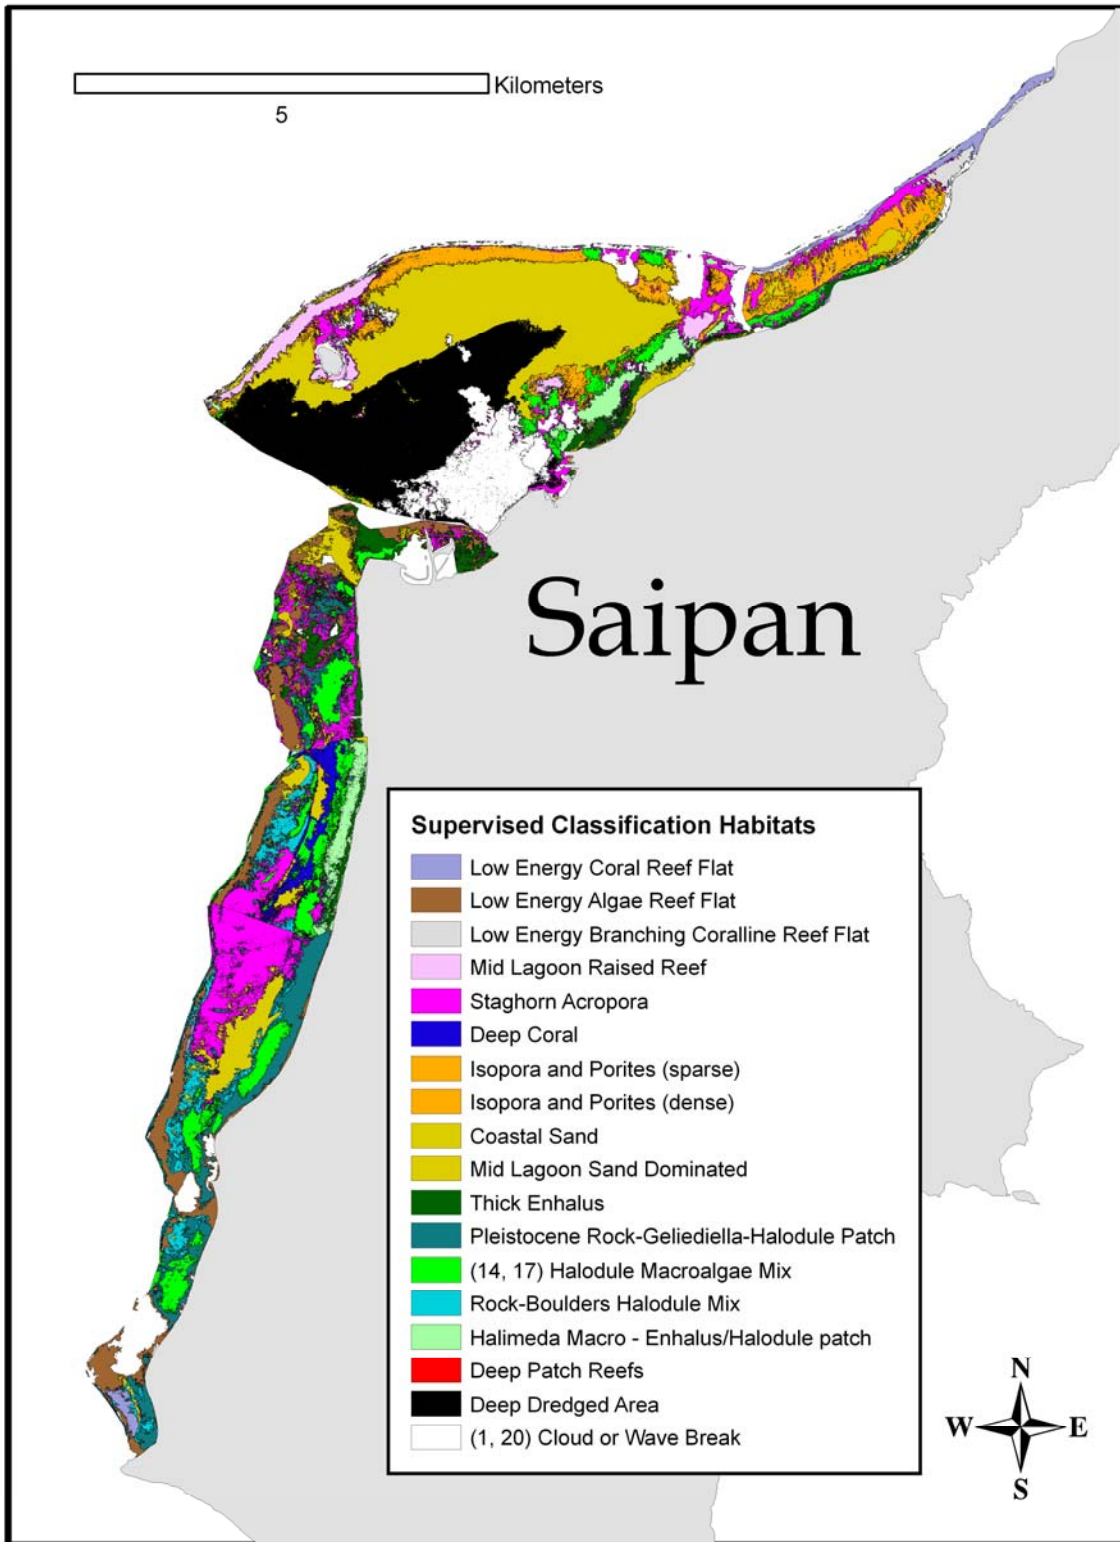 Kilometers
5
Saipan
Supervised Classification Habitats
Low Energy Coral Reef Flat
Low Energy Algae Reef Flat
Low Energy Branching Coralline Reef Flat
Mid Lagoon Raised Reef
Staghorn Acropora
Deep Coral
Isopora and Porites (sparse)
Isopora and Porites (dense)
Coastal Sand
Mid Lagoon Sand Dominated
Thick Enhalus
Pleistocene Rock-Geliediella-Halodule Patch
(14, 17) Halodule Macroalgae Mix
Rock-Boulders Halodule Mix
Halimeda Macro - Enhalus/Halodule patch
Deep Patch Reefs
Deep Dredged Area
(1, 20) Cloud or Wave Break
N
W E
S